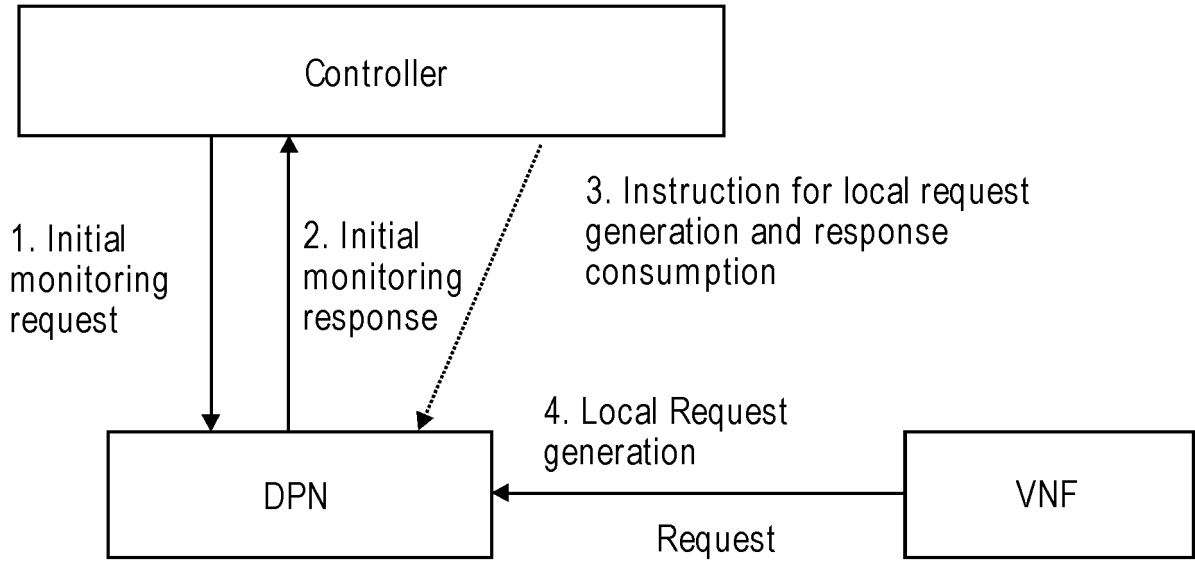 Controller
1. Initial
monitoring
request
2. Initial
monitoring
response
3. Instruction for local request
generation and response
consumption
4. Local Request
generation
DPN
VNF
Request